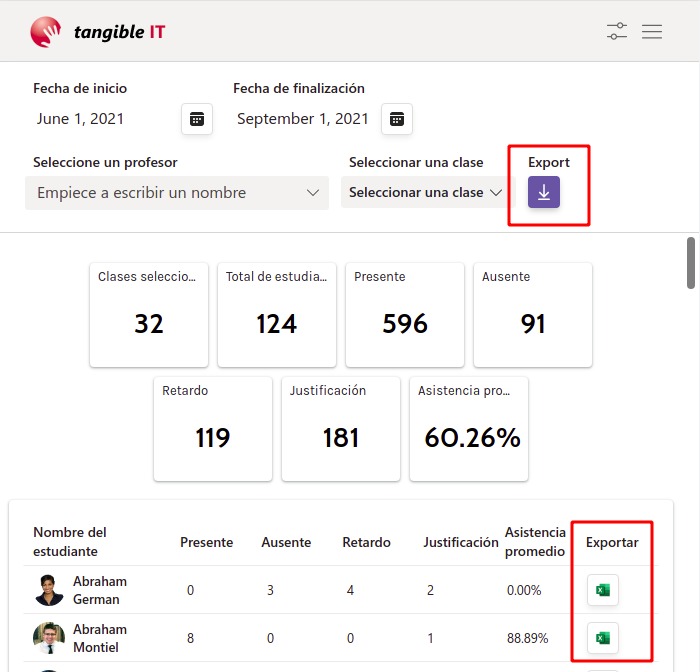 tangible IT
Fecha de inicio
Fecha de finalización
June 1, 2021
September 1, 2021
Seleccione un profesor
Seleccionar una clase
Export
Empiece a escribir un nombre
Seleccionar una clase
Clases seleccio...
Total de estudia...
Presente
Ausente
32
124
596
91
Retardo
Justificación
Asistencia pro...
119
181
60.26%
Nombre del
estudiante
Presente
Ausente
Retardo
Justificación
Asistencia
promedio
Exportar
Abraham
German
0
3
4
2
0.00%
Abraham
Montiel
8
0
0
1
88.89%